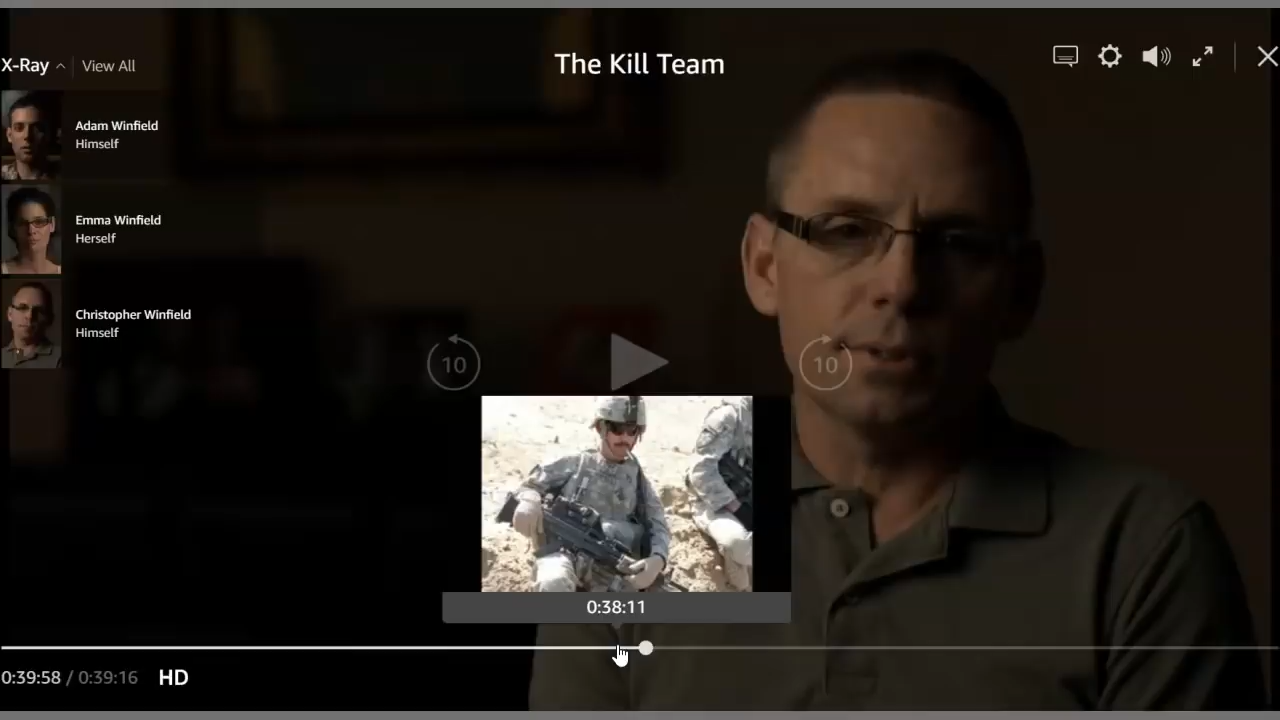 The Kill Team
X-Ray View All
Adam Winfield
Himself
Emma Winfield
Herself
Christopher Winfield
Himself
10
10
0:38:11
0:39:58 / 0:39:16 HD